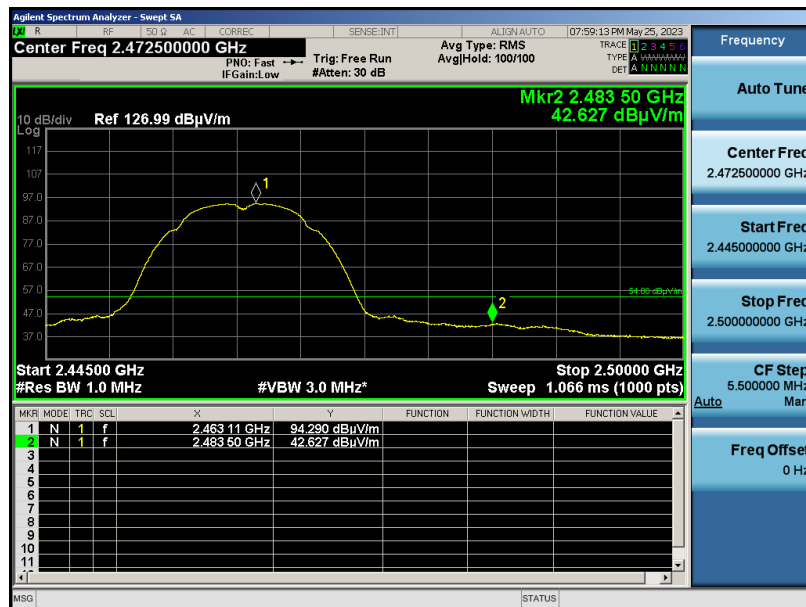 Agilent Spectrum Analyzer - Swept SA
LXI R RF 50 Ω AC CORREC SENSE:INT ALIGN AUTO 07:59:13 PM May 25, 2023
Center Freq 2.472500000 GHz
PNO: Fast
IFGain:Low
Trig: Free Run
#Atten: 30 dB
Avg Type: RMS
Avg|Hold: 100/100
TRACE 1 2 3 4 5 6
TYPE A WWWWW
DET A N N N N N
Mkr2 2.483 50 GHz
42.627 dBµV/m
10 dB/div
Log
Ref 126.99 dBµV/m
117
107
97.0
87.0
77.0
67.0
57.0
47.0
37.0
1
2
54.00 dBµV/m
Start 2.44500 GHz Stop 2.50000 GHz
#Res BW 1.0 MHz #VBW 3.0 MHz* Sweep 1.066 ms (1000 pts)
MKR MODE TRC SCL X Y FUNCTION FUNCTION WIDTH FUNCTION VALUE
1 N 1 f 2.463 11 GHz 94.290 dBµV/m
2 N 1 f 2.483 50 GHz 42.627 dBµV/m
3
4
5
6
7
8
9
10
11
MSG STATUS
Frequency
Auto Tune
Center Freq
2.472500000 GHz
Start Freq
2.445000000 GHz
Stop Freq
2.500000000 GHz
CF Step
5.500000 MHz
Auto Man
Freq Offset
0 Hz